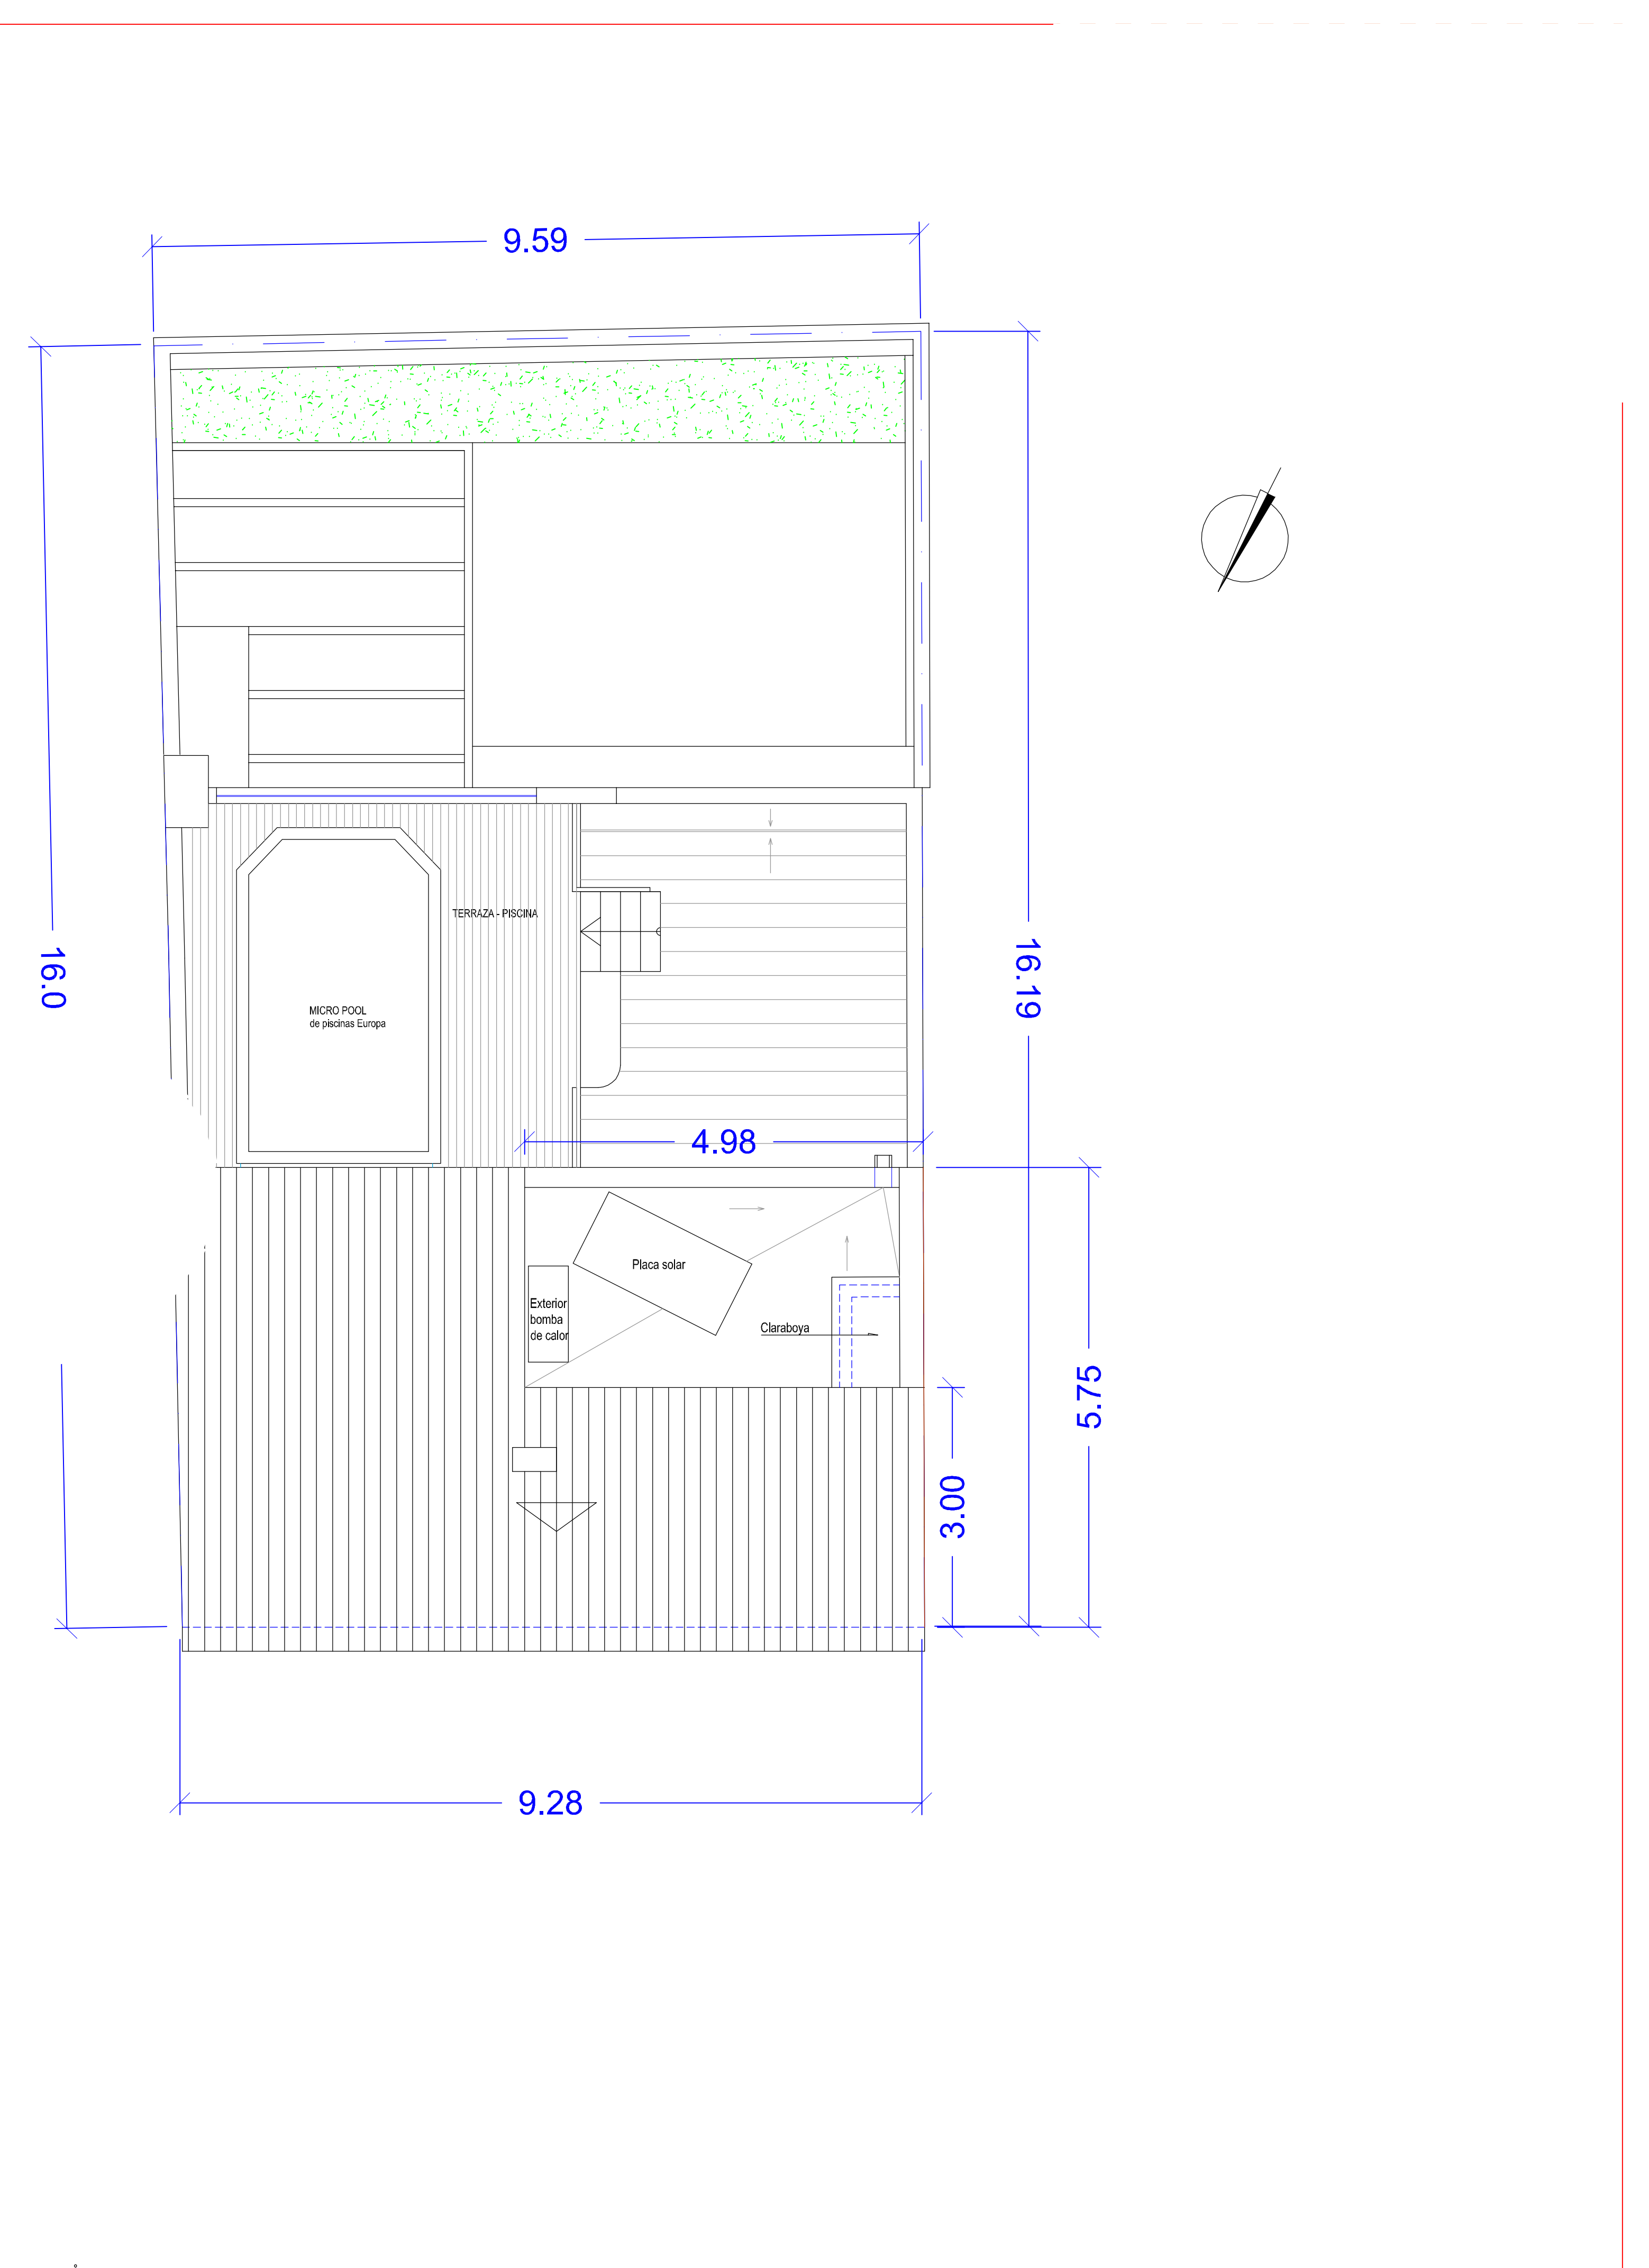 9.59
16.0
16.19
TERRAZA - PISCINA
MICRO POOL
de piscinas Europa
4.98
Placa solar
Exterior
bomba
de calor
Claraboya
5.75
3.00
9.28